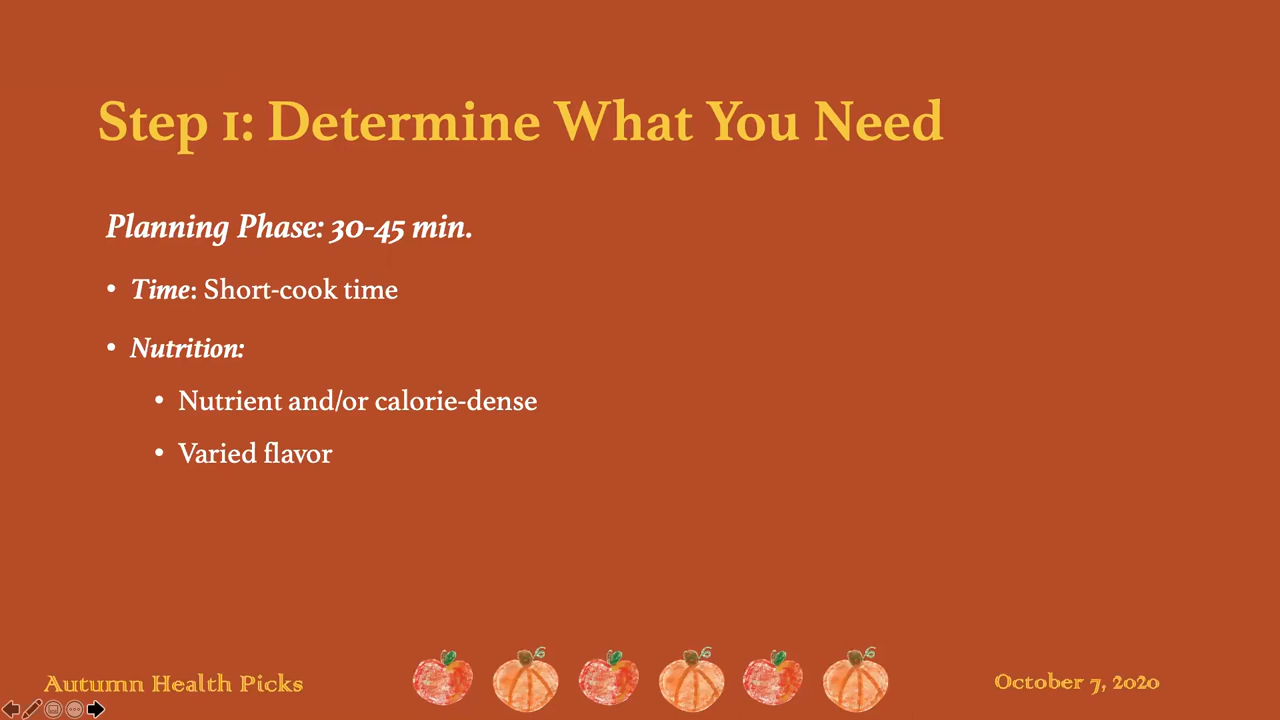 Step 1: Determine What You Need
Planning Phase: 30-45 min.
• Time: Short-cook time
• Nutrition:
• Nutrient and/or calorie-dense
• Varied flavor
Autumn Health Picks
October 7, 2020